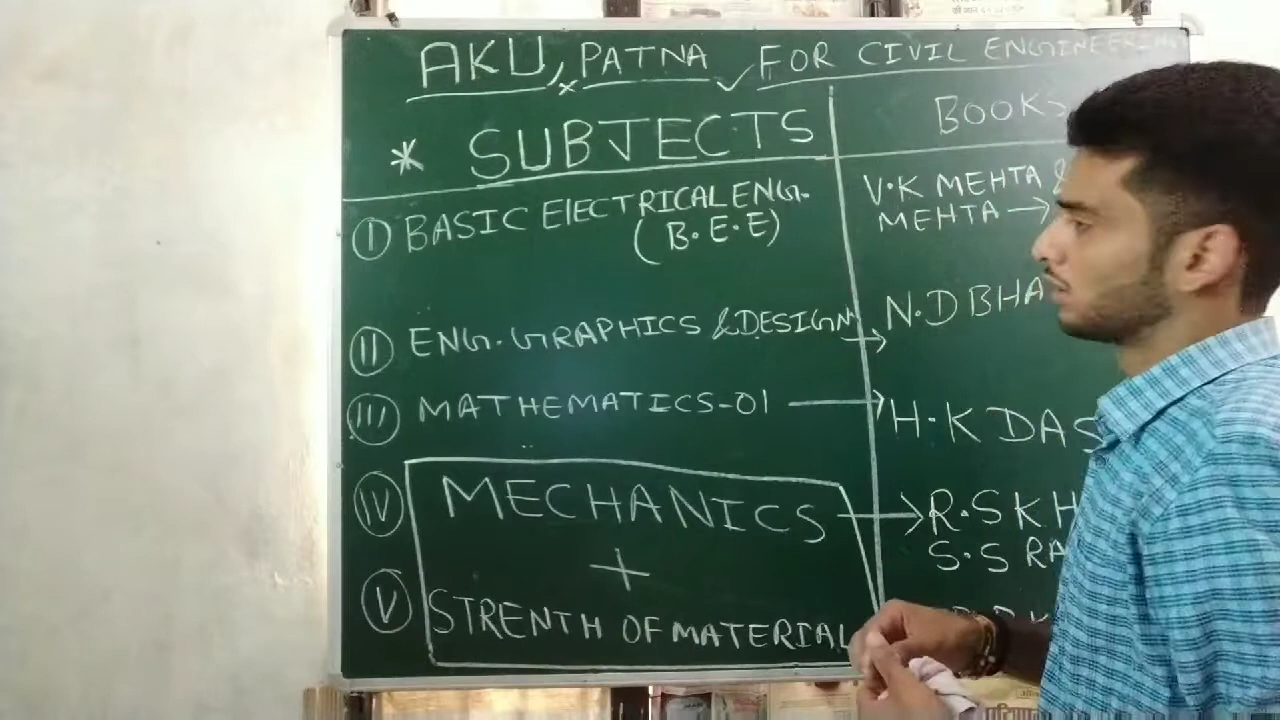 AKU, PATNA FOR CIVIL ENGINEERING
* SUBJECTS
BOOKS
I BASIC ElECTRICAL ENG.
(B.E.E)
V.K MEHTA &
MEHTA →
II ENG. GRAPHICS & DESIGN → N.D BHA
III MATHEMATICS-01 → H.K DAS
IV MECHANICS → R.S KH
S.S RA
+
V STRENTH OF MATERIAL